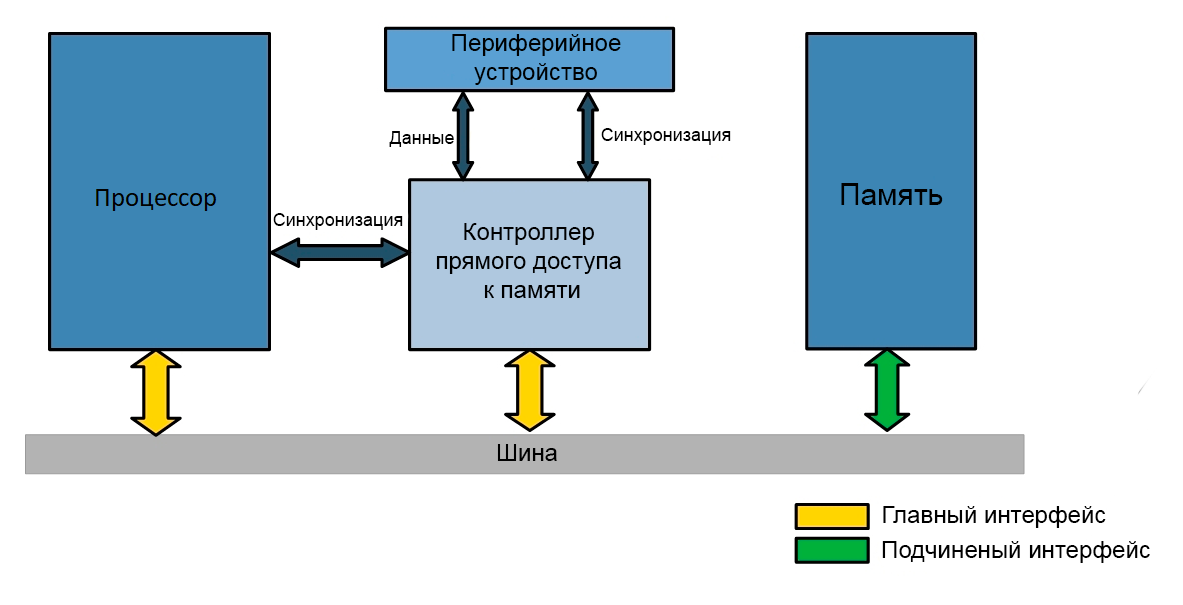 Периферийное
устройство
Данные
Синхронизация
Процессор
Память
Синхронизация
Контроллер
прямого доступа
к памяти
Шина
Главный интерфейс
Подчиненый интерфейс